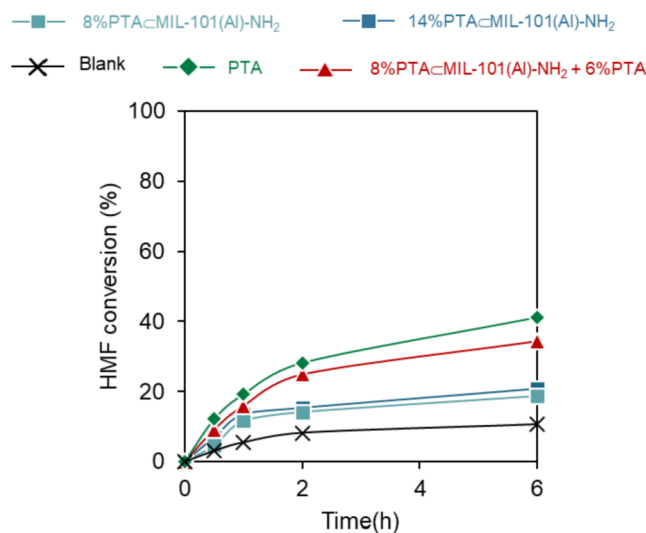 8%PTA⊂MIL-101(Al)-NH₂ 14%PTA⊂MIL-101(Al)-NH₂
Blank PTA 8%PTA⊂MIL-101(Al)-NH₂ + 6%PTA
100
80
60
40
20
0
HMF conversion (%)
0 2 4 6
Time(h)